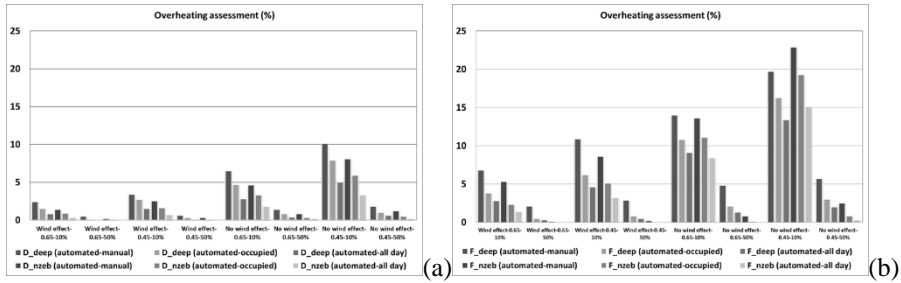 Overheating assessment (%)
25
20
15
10
5
0
Wind effect-0.65-10%
Wind effect-0.65-50%
Wind effect-0.45-10%
Wind effect-0.45-50%
No wind effect-0.65-10%
No wind effect-0.65-50%
No wind effect-0.45-10%
No wind effect-0.45-50%
D_deep (automated-manual)
D_deep (automated-occupied)
D_deep (automated-all day)
D_nzeb (automated-manual)
D_nzeb (automated-occupied)
D_nzeb (automated-all day)
(a)
Overheating assessment (%)
25
20
15
10
5
0
Wind effect-0.65-10%
Wind effect-0.65-50%
Wind effect-0.45-10%
Wind effect-0.45-50%
No wind effect-0.65-10%
No wind effect-0.65-50%
No wind effect-0.45-10%
No wind effect-0.45-50%
F_deep (automated-manual)
F_deep (automated-occupied)
F_deep (automated-all day)
F_nzeb (automated-manual)
F_nzeb (automated-occupied)
F_nzeb (automated-all day)
(b)